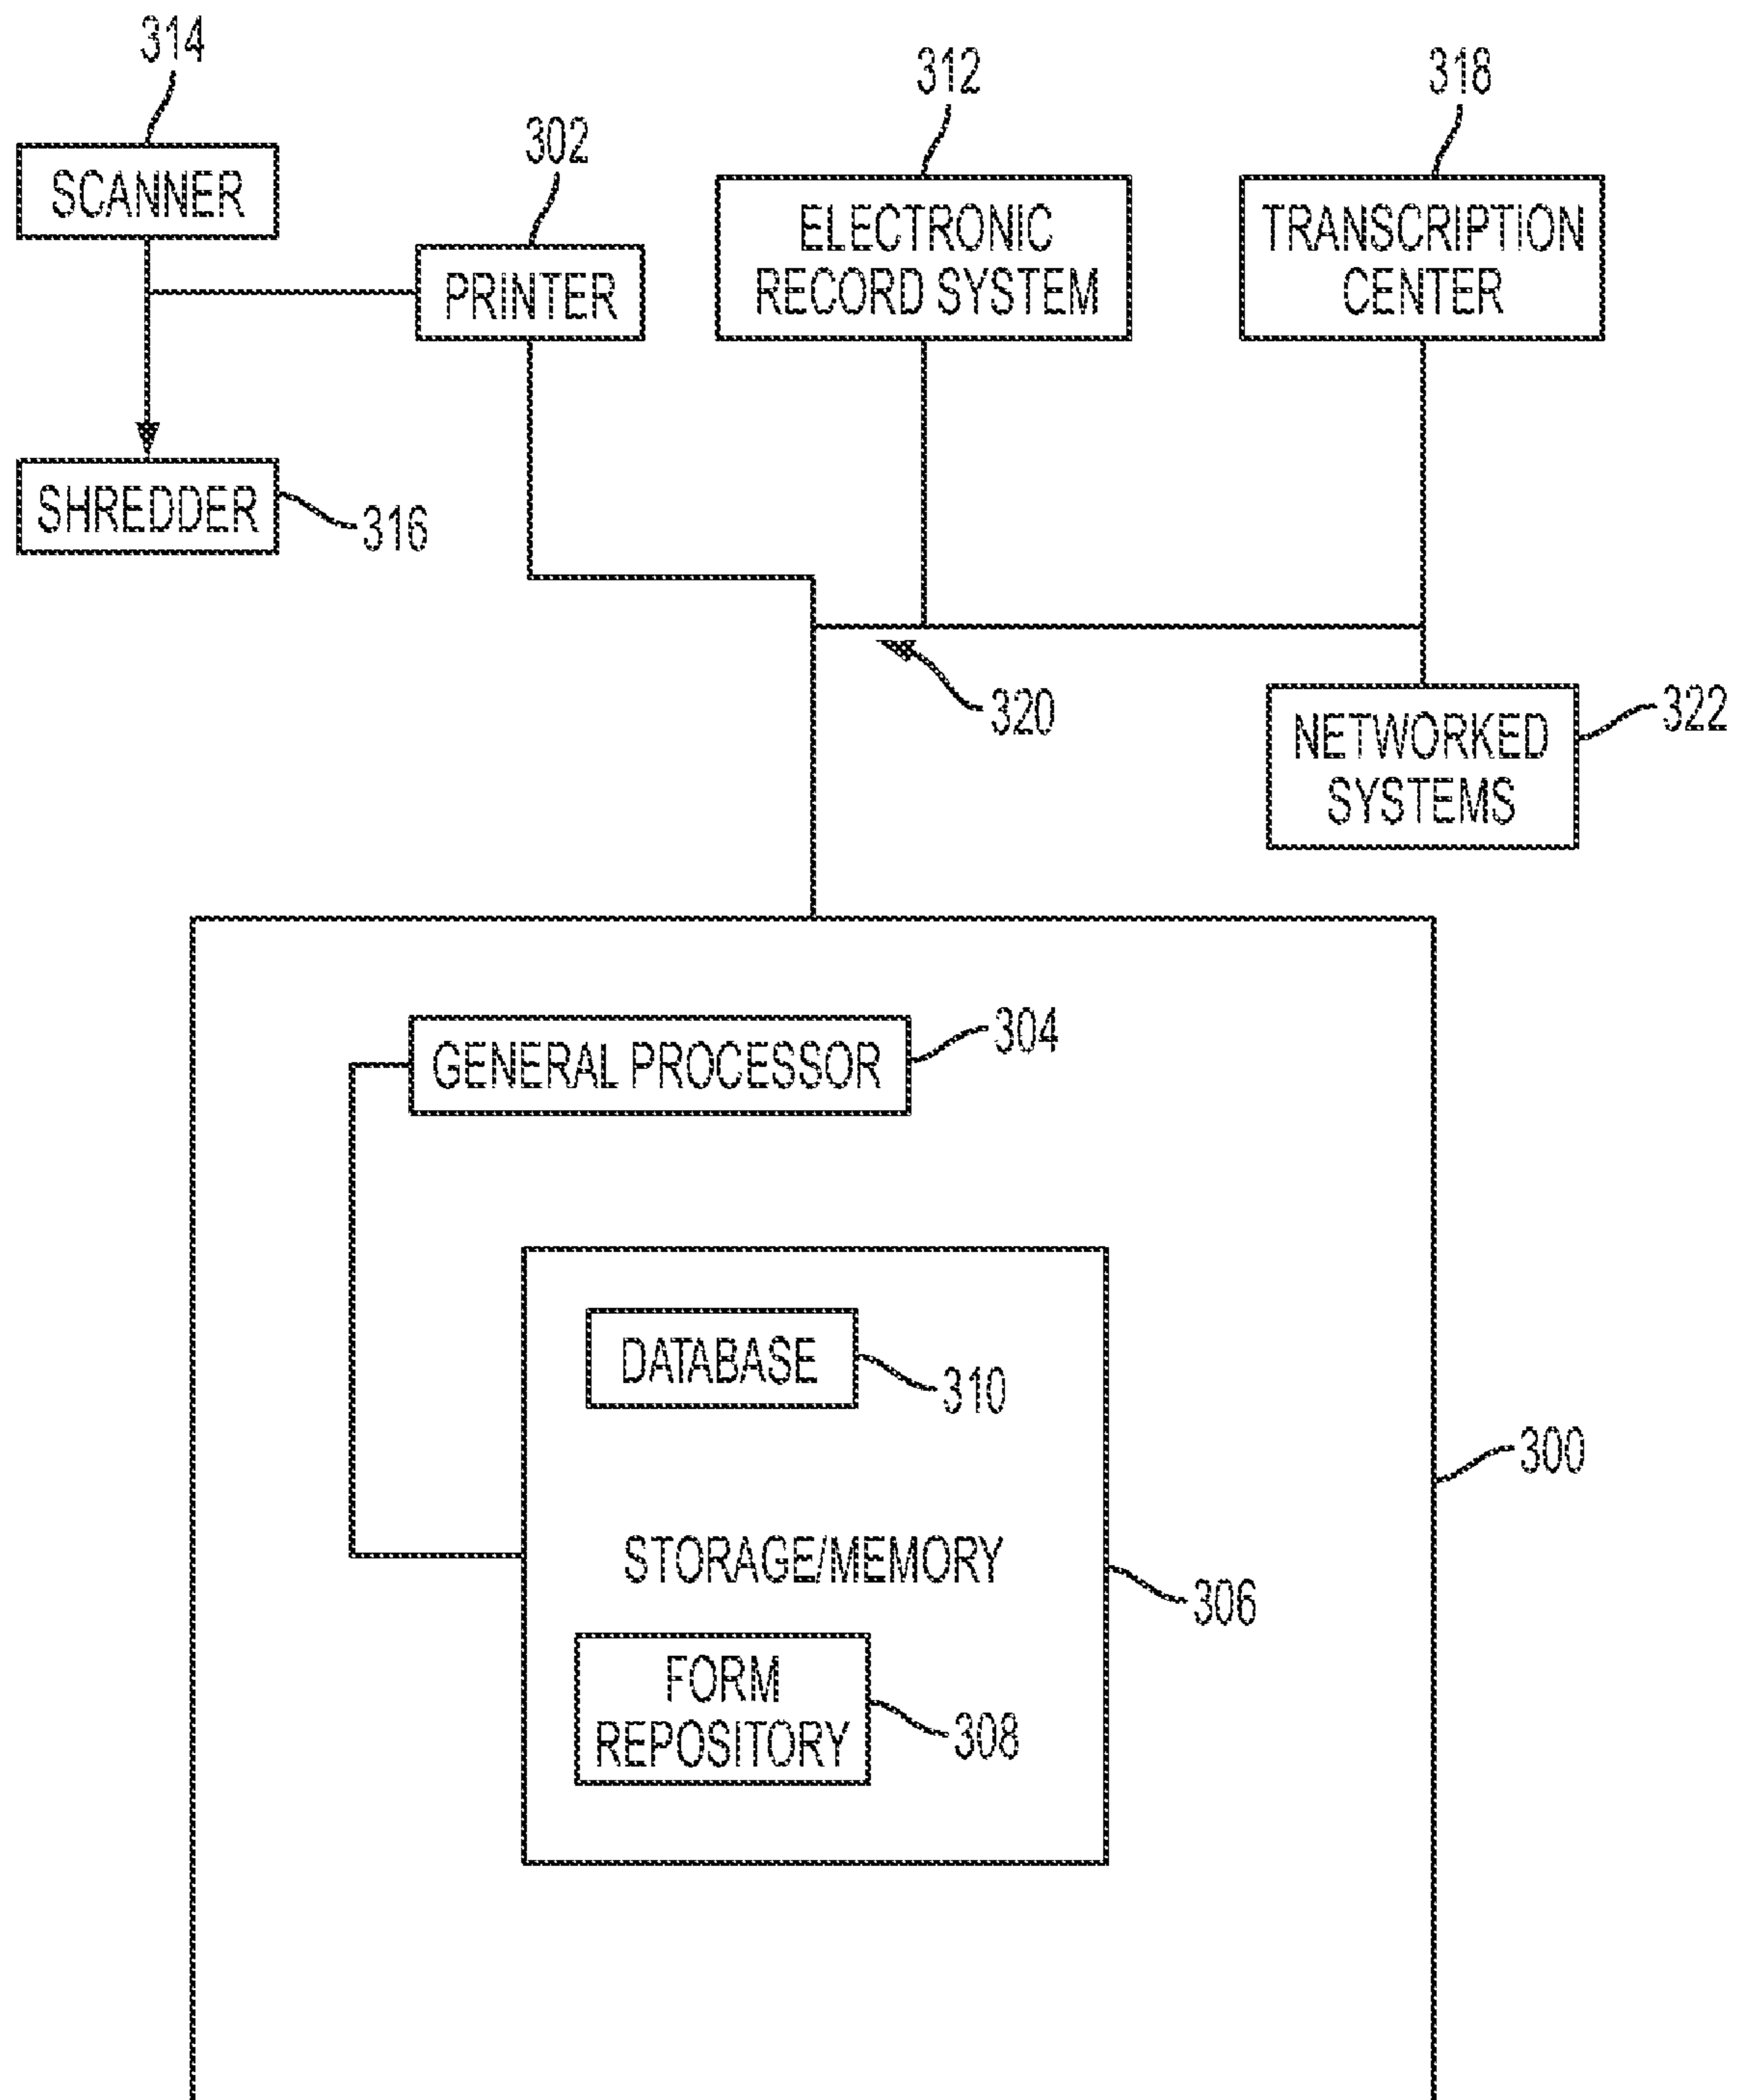 314
312
318
302
SCANNER
PRINTER
ELECTRONIC
RECORD SYSTEM
TRANSCRIPTION
CENTER
SHREDDER
316
320
322
NETWORKED
SYSTEMS
304
GENERAL PROCESSOR
DATABASE
310
300
STORAGE/MEMORY
306
FORM
REPOSITORY
308